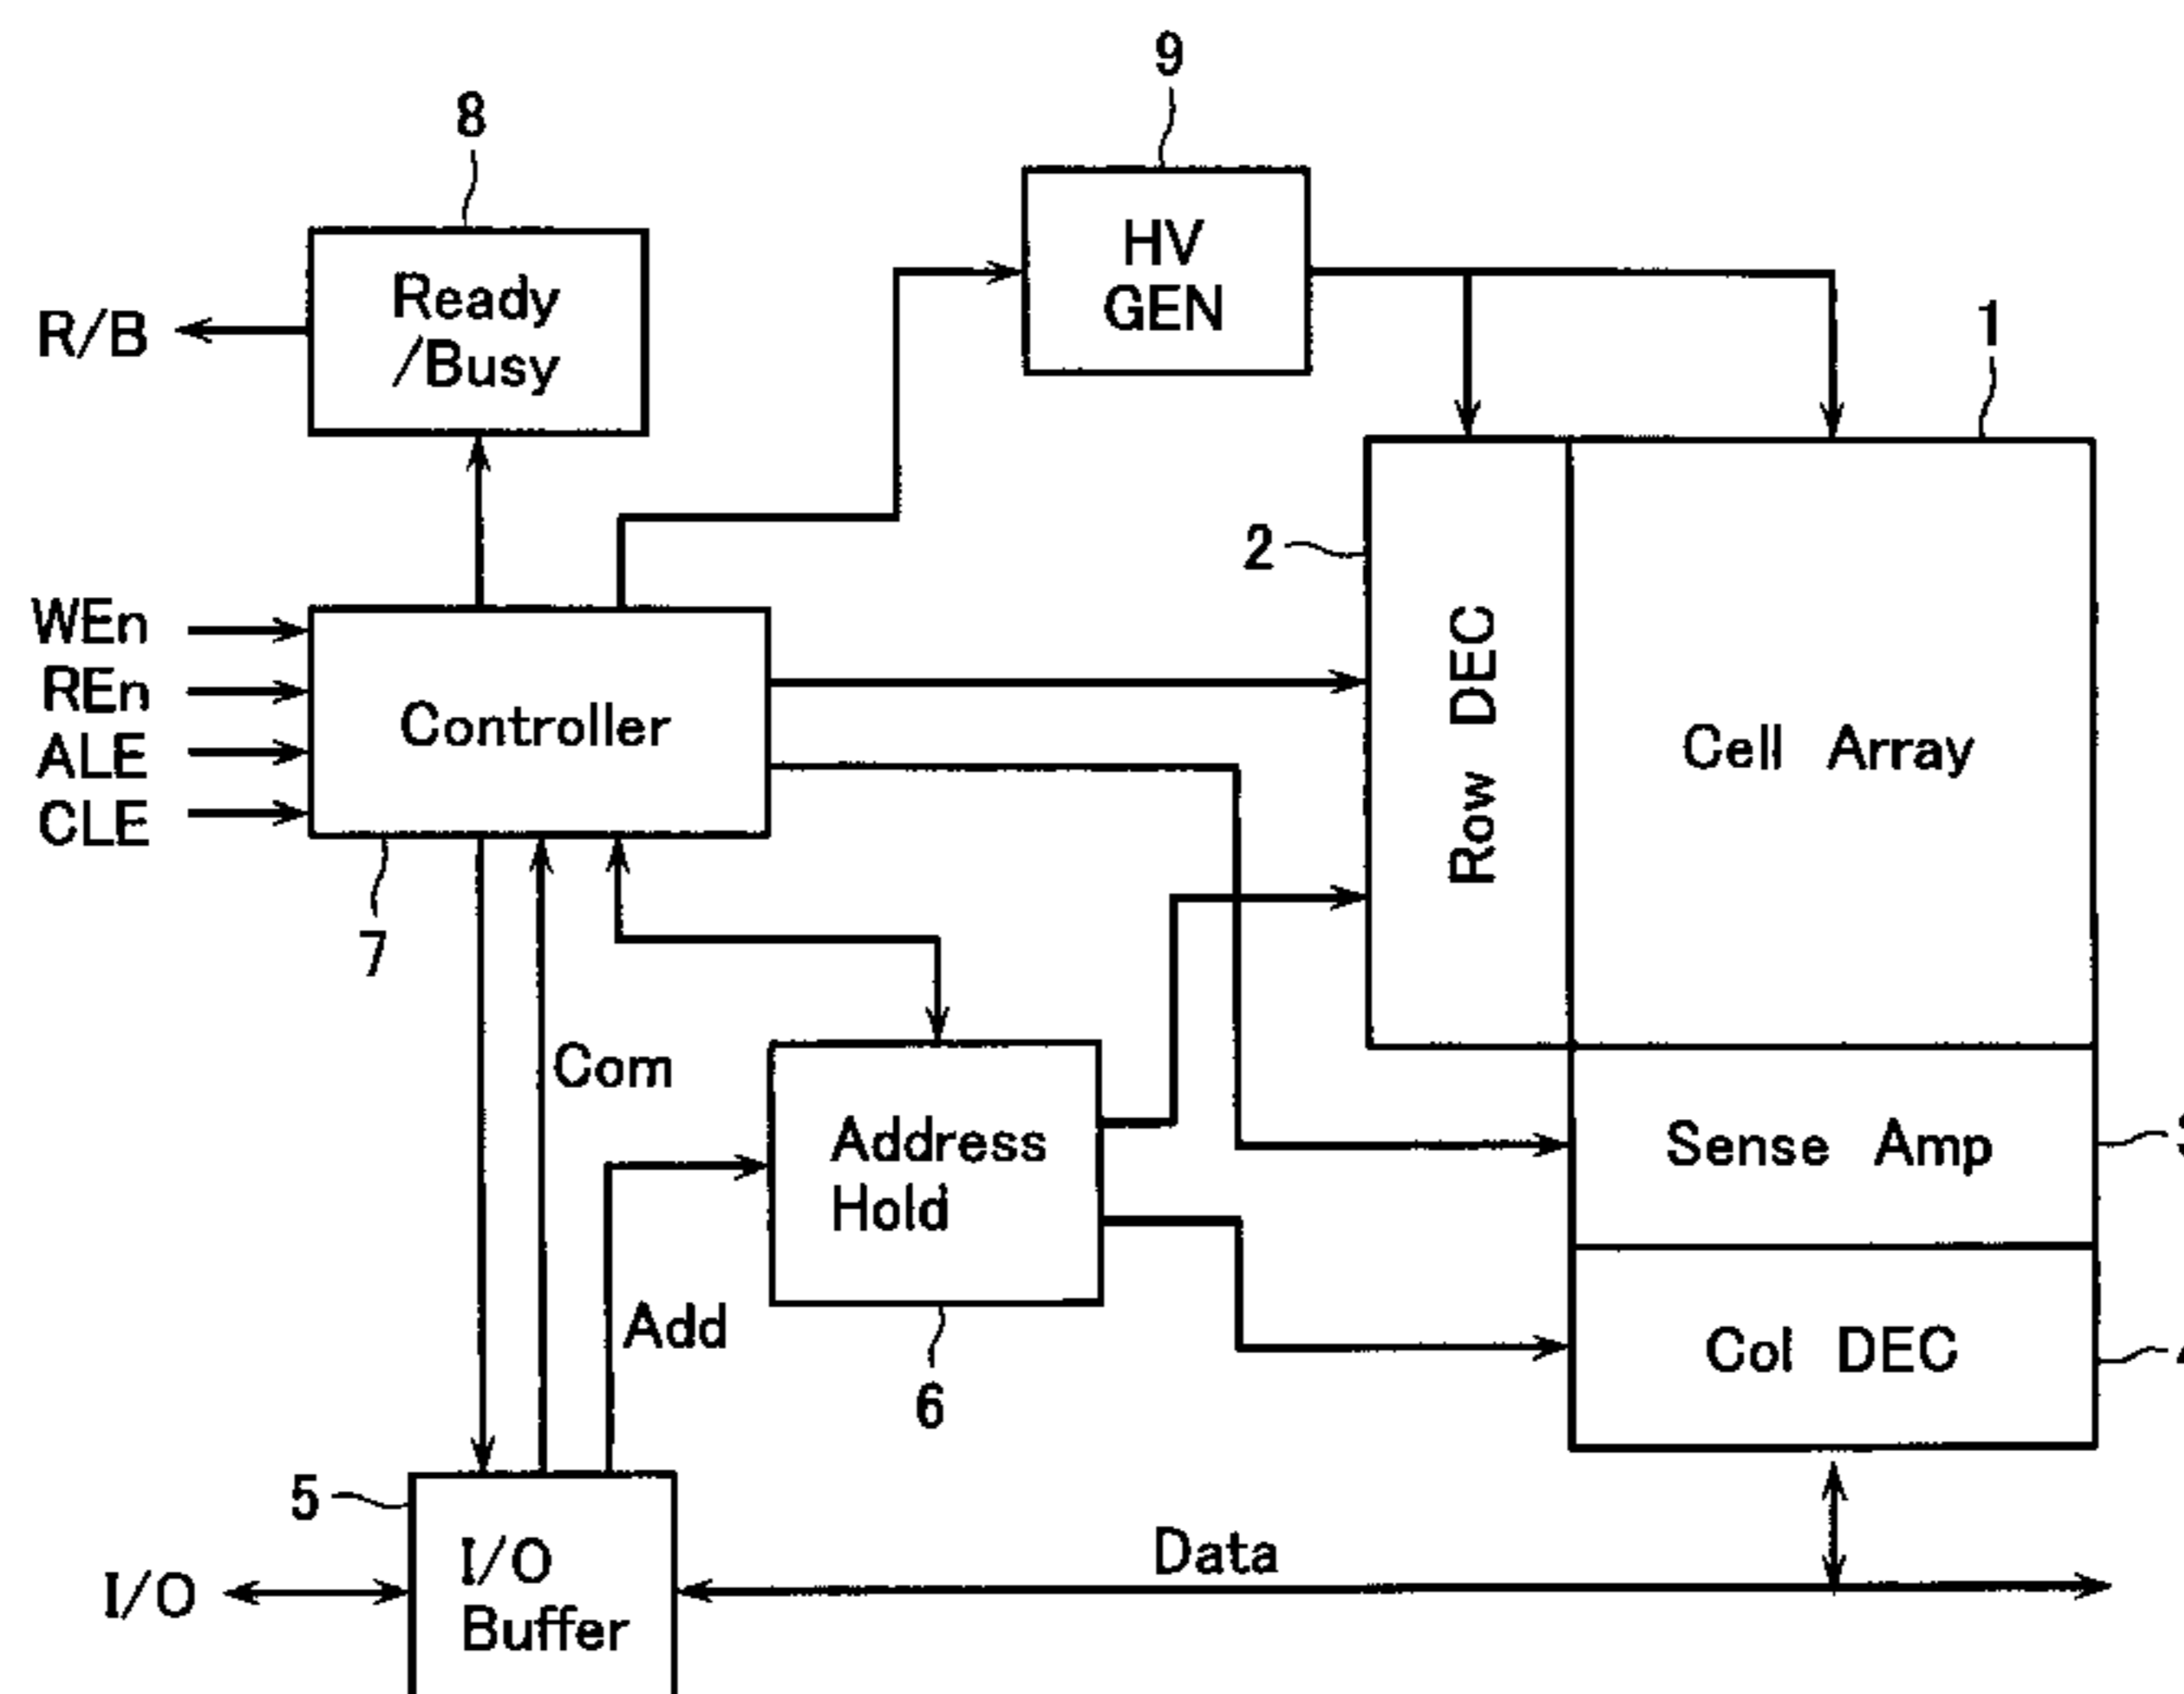 9
8
HV
GEN
Ready
/Busy
R/B
1
2
WEn
REn
ALE
CLE
Controller
Row DEC
Cell Array
7
Com
Address
Hold
Sense Amp
Add
Col DEC
6
5
I/O
I/O
Buffer
Data